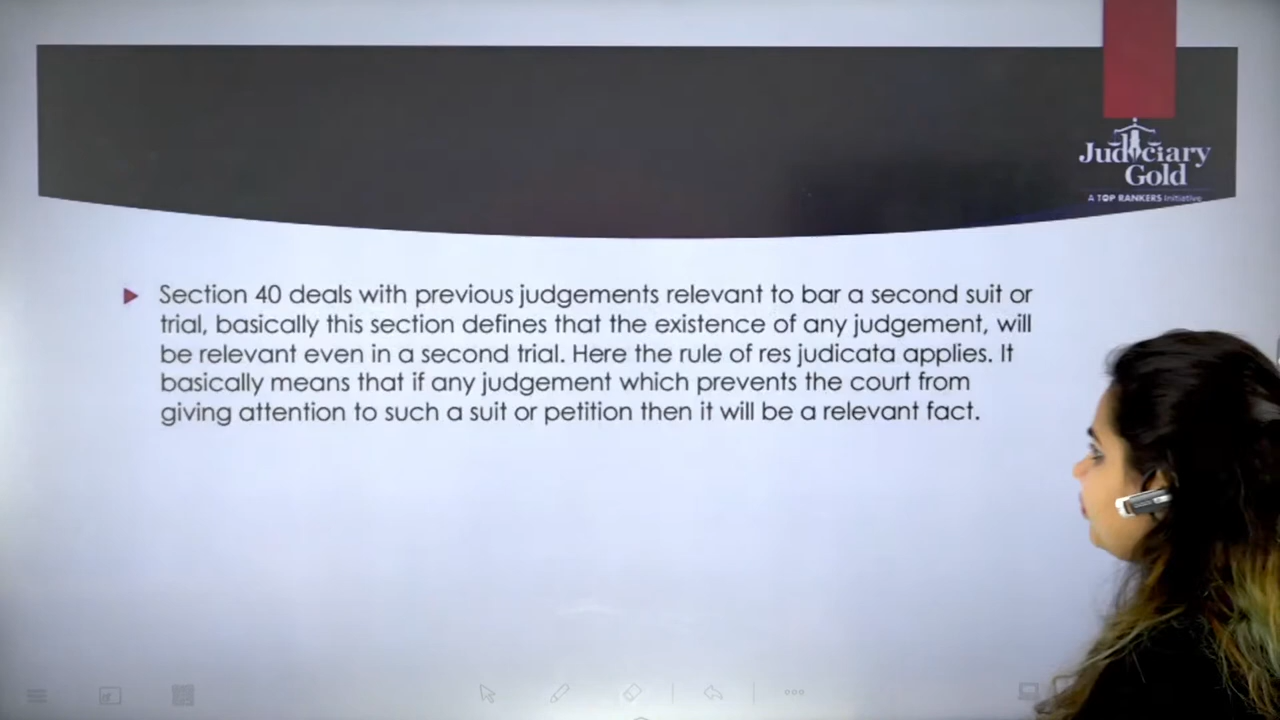 Judiciary
Gold
A TOP RANKERS Initiative
Section 40 deals with previous judgements relevant to bar a second suit or
trial, basically this section defines that the existence of any judgement, will
be relevant even in a second trial. Here the rule of res judicata applies. It
basically means that if any judgement which prevents the court from
giving attention to such a suit or petition then it will be a relevant fact.